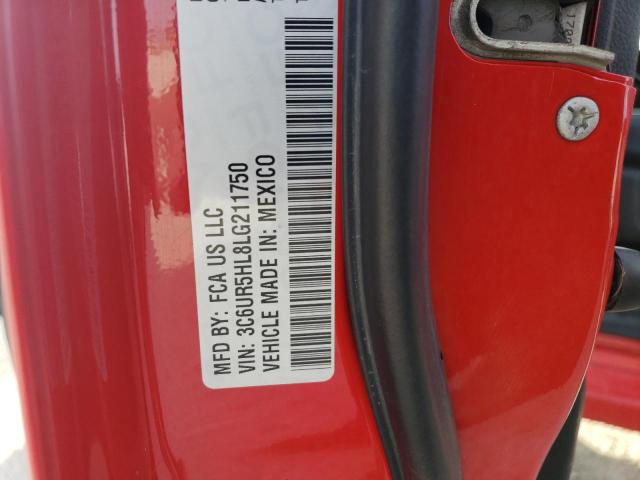 MFD BY: FCA US LLC
VIN: 3C6UR5HL8LG211750
VEHICLE MADE IN: MEXICO